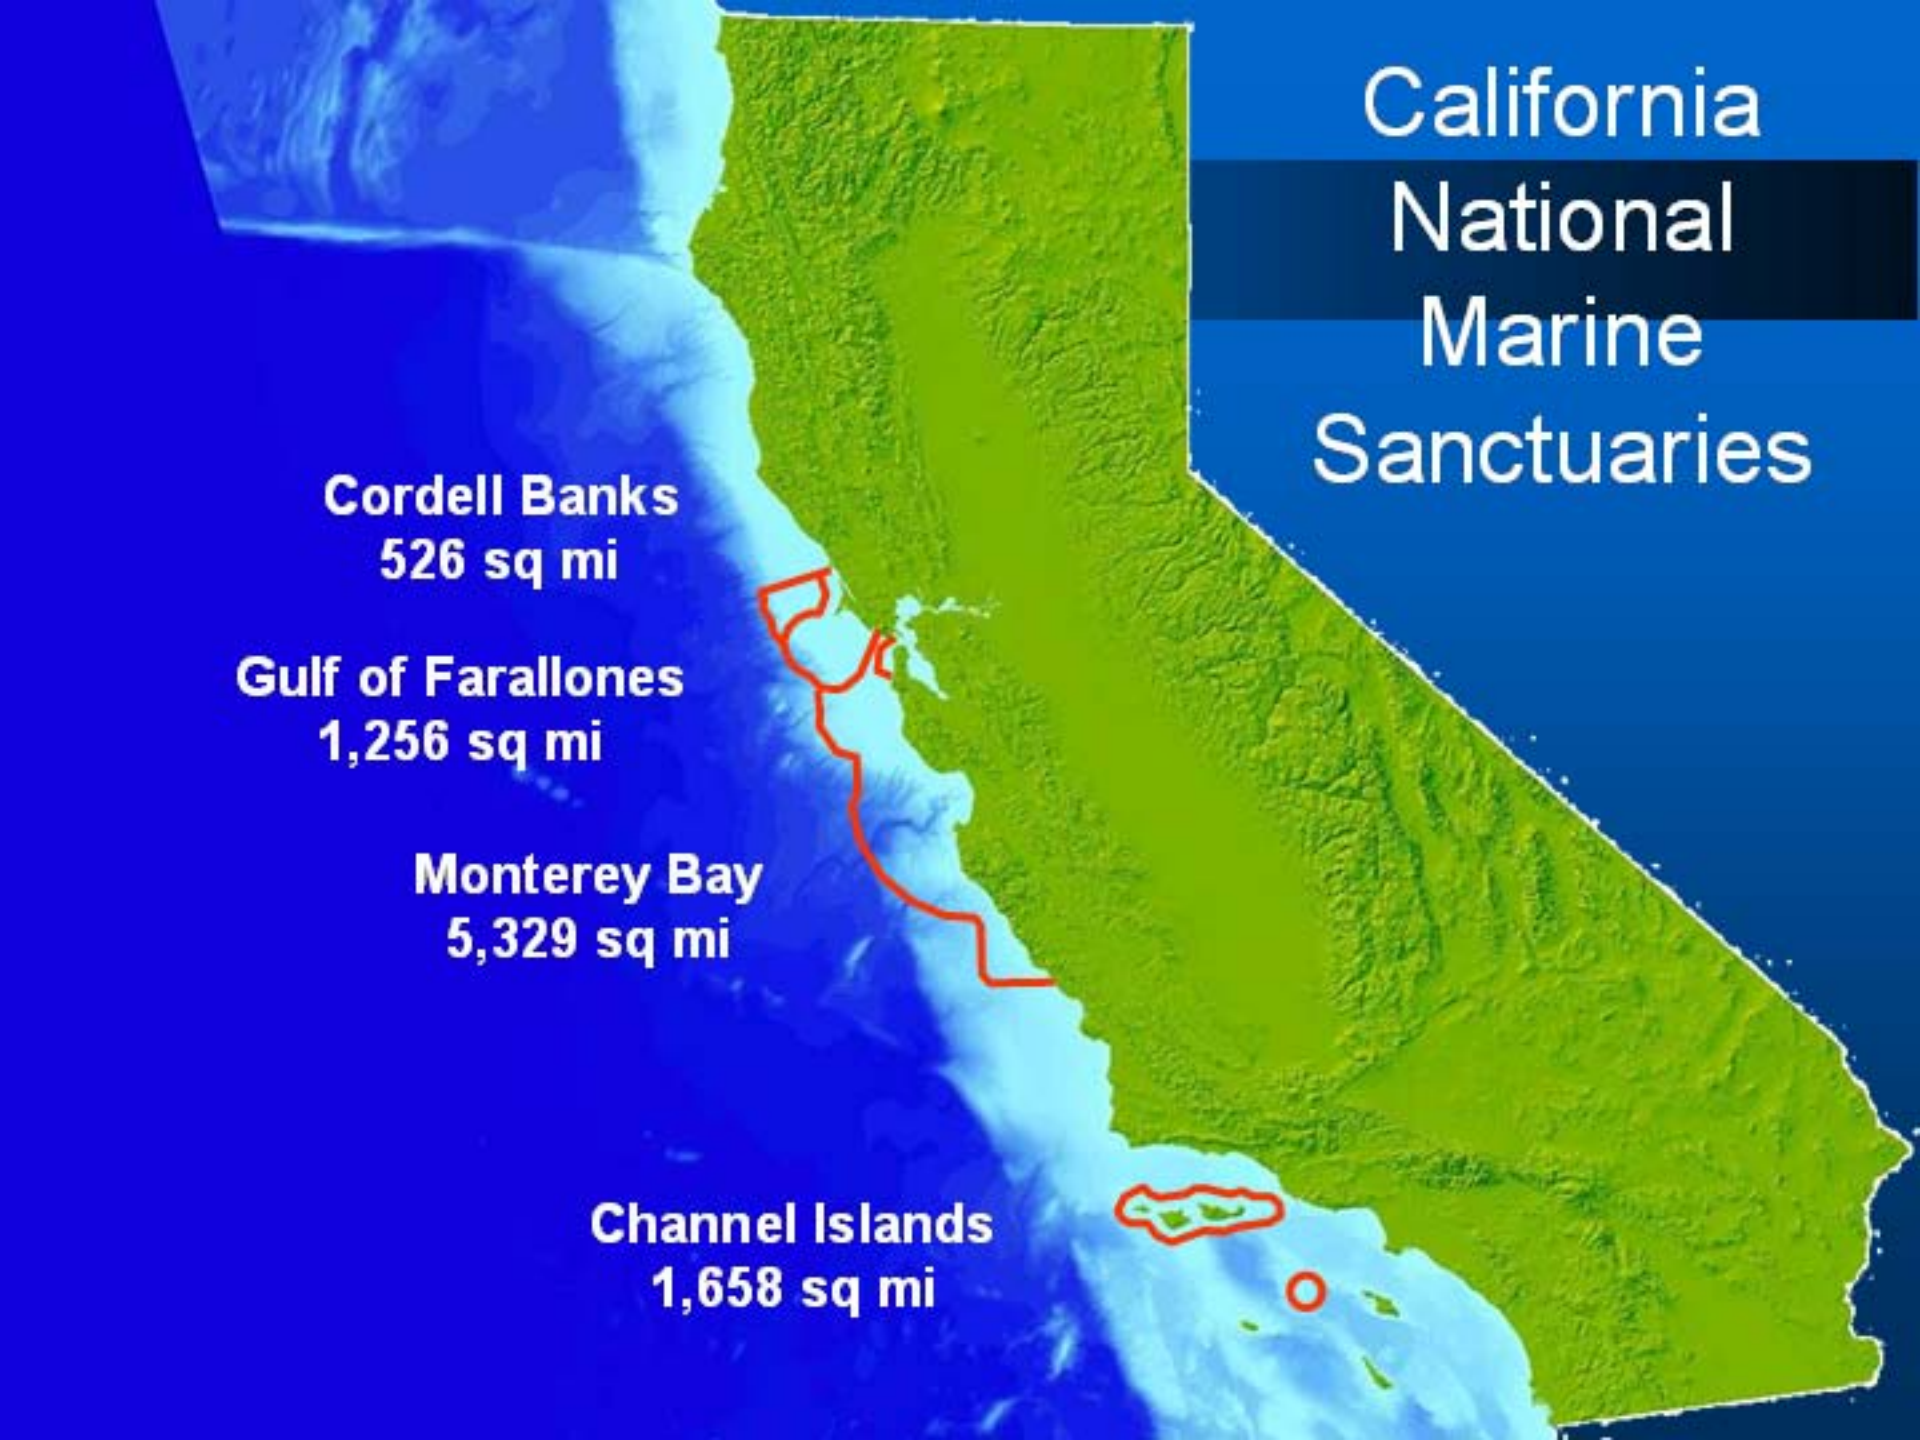 California
National
Marine
Sanctuaries
Cordell Banks
526 sq mi
Gulf of Farallones
1,256 sq mi
Monterey Bay
5,329 sq mi
Channel Islands
1,658 sq mi